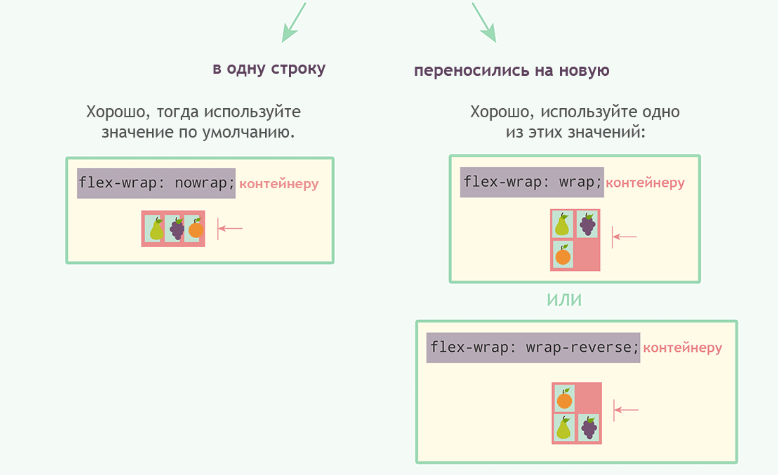 в одну строку
Хорошо, тогда используйте
значение по умолчанию.
flex-wrap: nowrap; контейнеру
переносились на новую
Хорошо, используйте одно
из этих значений:
flex-wrap: wrap; контейнеру
ИЛИ
flex-wrap: wrap-reverse; контейнеру